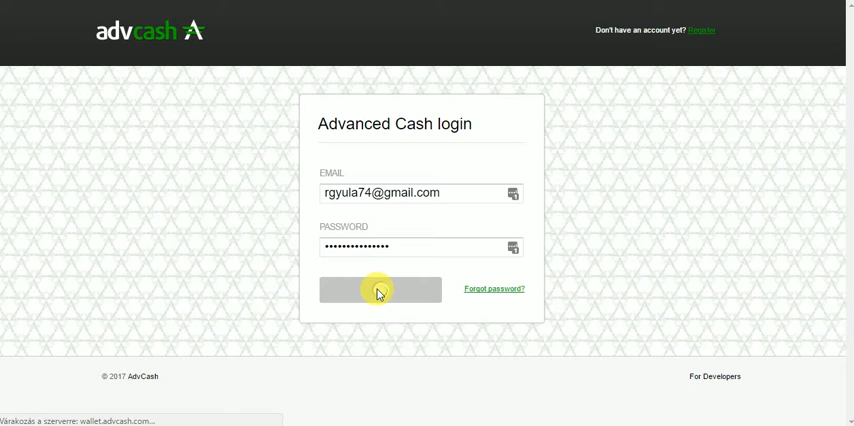 advcash
Don't have an account yet? Register
Advanced Cash login
EMAIL
rgyula74@gmail.com
PASSWORD
•••••••••••••••
Forgot password?
© 2017 AdvCash
For Developers
Várakozás a szerverre: wallet.advcash.com...